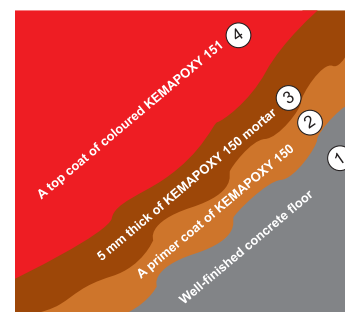 4
A top coat of coloured KEMAPOXY 151
3
5 mm thick of KEMAPOXY 150 mortar
2
A primer coat of KEMAPOXY 150
1
Well-finished concrete floor